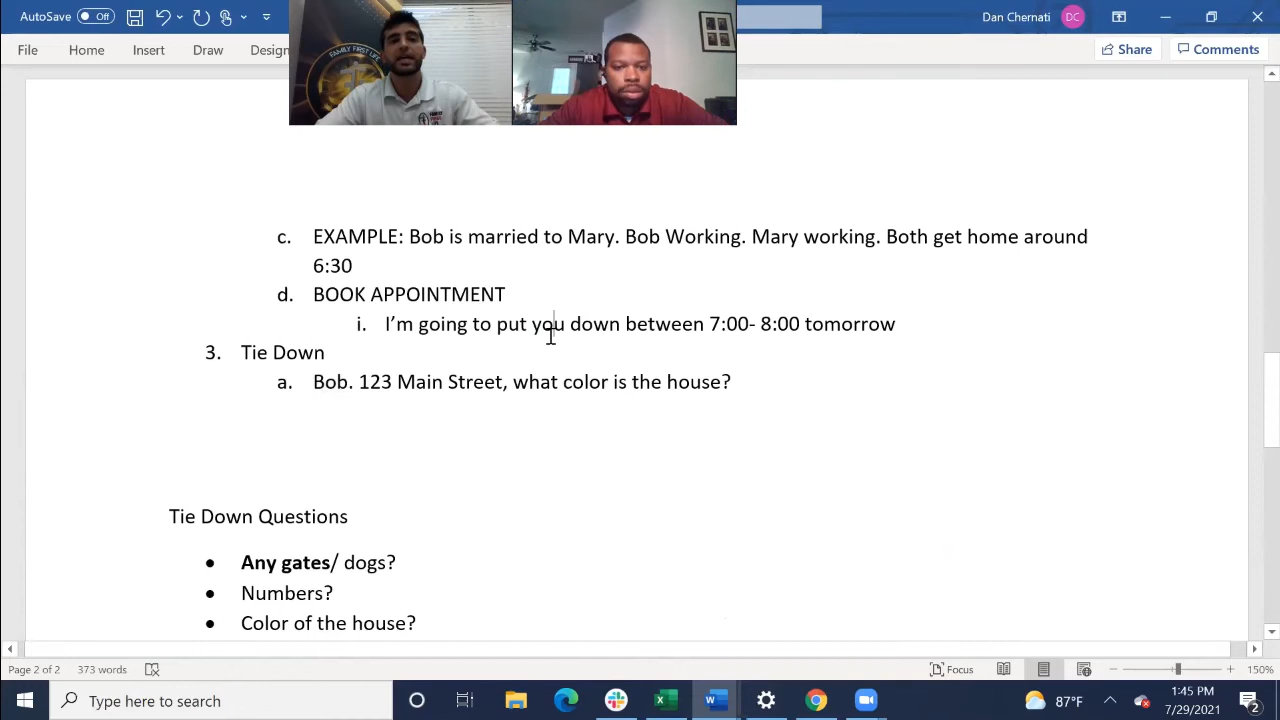 AutoSave
DC
File
Home
Insert
Draw
Design
Share
Comments
FAMILY FIRST LIFE
c. EXAMPLE: Bob is married to Mary. Bob Working. Mary working. Both get home around
6:30
d. BOOK APPOINTMENT
i. I’m going to put you down between 7:00- 8:00 tomorrow
3. Tie Down
a. Bob. 123 Main Street, what color is the house?
Tie Down Questions
• Any gates/ dogs?
• Numbers?
• Color of the house?
Page 2 of 2
373 words
Focus
150%
Type here to search
87°F
1:45 PM
7/29/2021
2